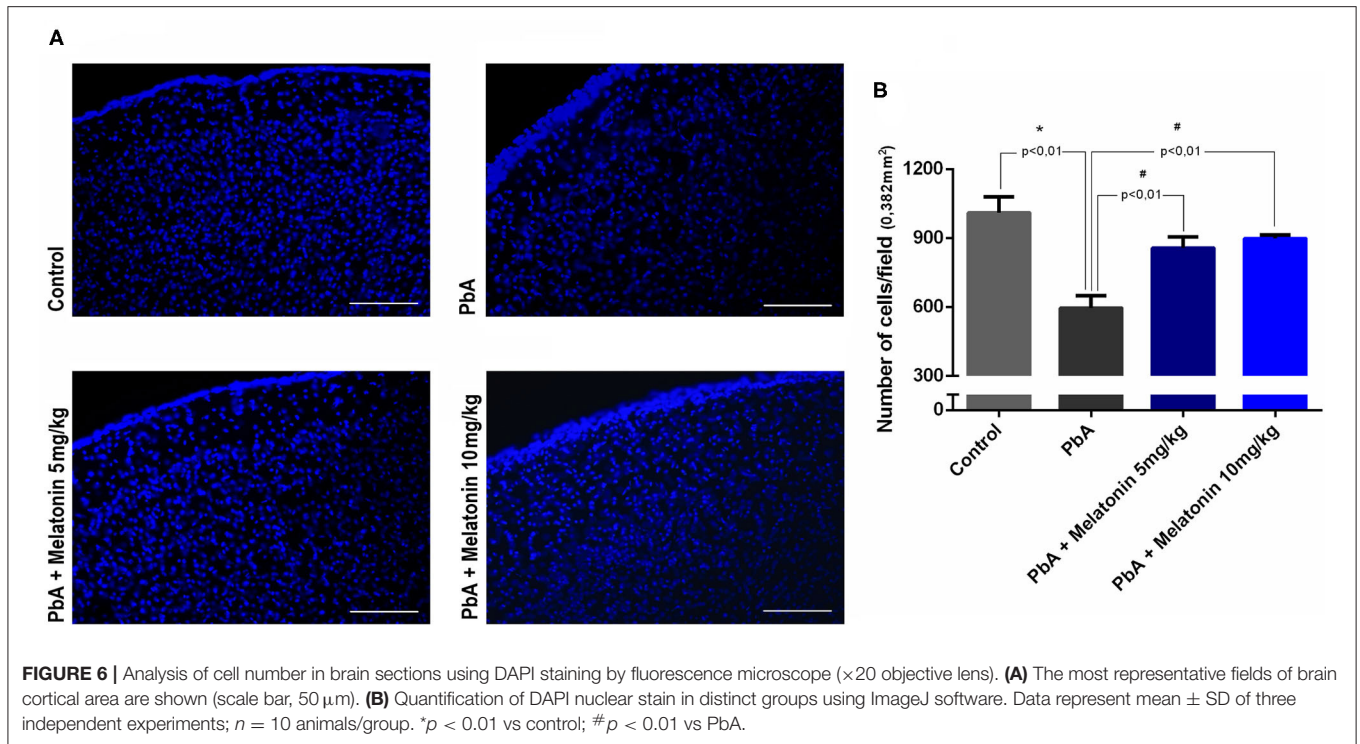 A
Control
PbA
PbA + Melatonin 5mg/kg
PbA + Melatonin 10mg/kg
B
*
p<0,01
#
p<0,01
#
p<0,01
Number of cells/field (0,382mm²)
1200
900
600
300
0
Control
PbA
PbA + Melatonin 5mg/kg
PbA + Melatonin 10mg/kg
FIGURE 6 | Analysis of cell number in brain sections using DAPI staining by fluorescence microscope (×20 objective lens). (A) The most representative fields of brain
cortical area are shown (scale bar, 50 μm). (B) Quantification of DAPI nuclear stain in distinct groups using ImageJ software. Data represent mean ± SD of three
independent experiments; n = 10 animals/group. *p < 0.01 vs control; #p < 0.01 vs PbA.